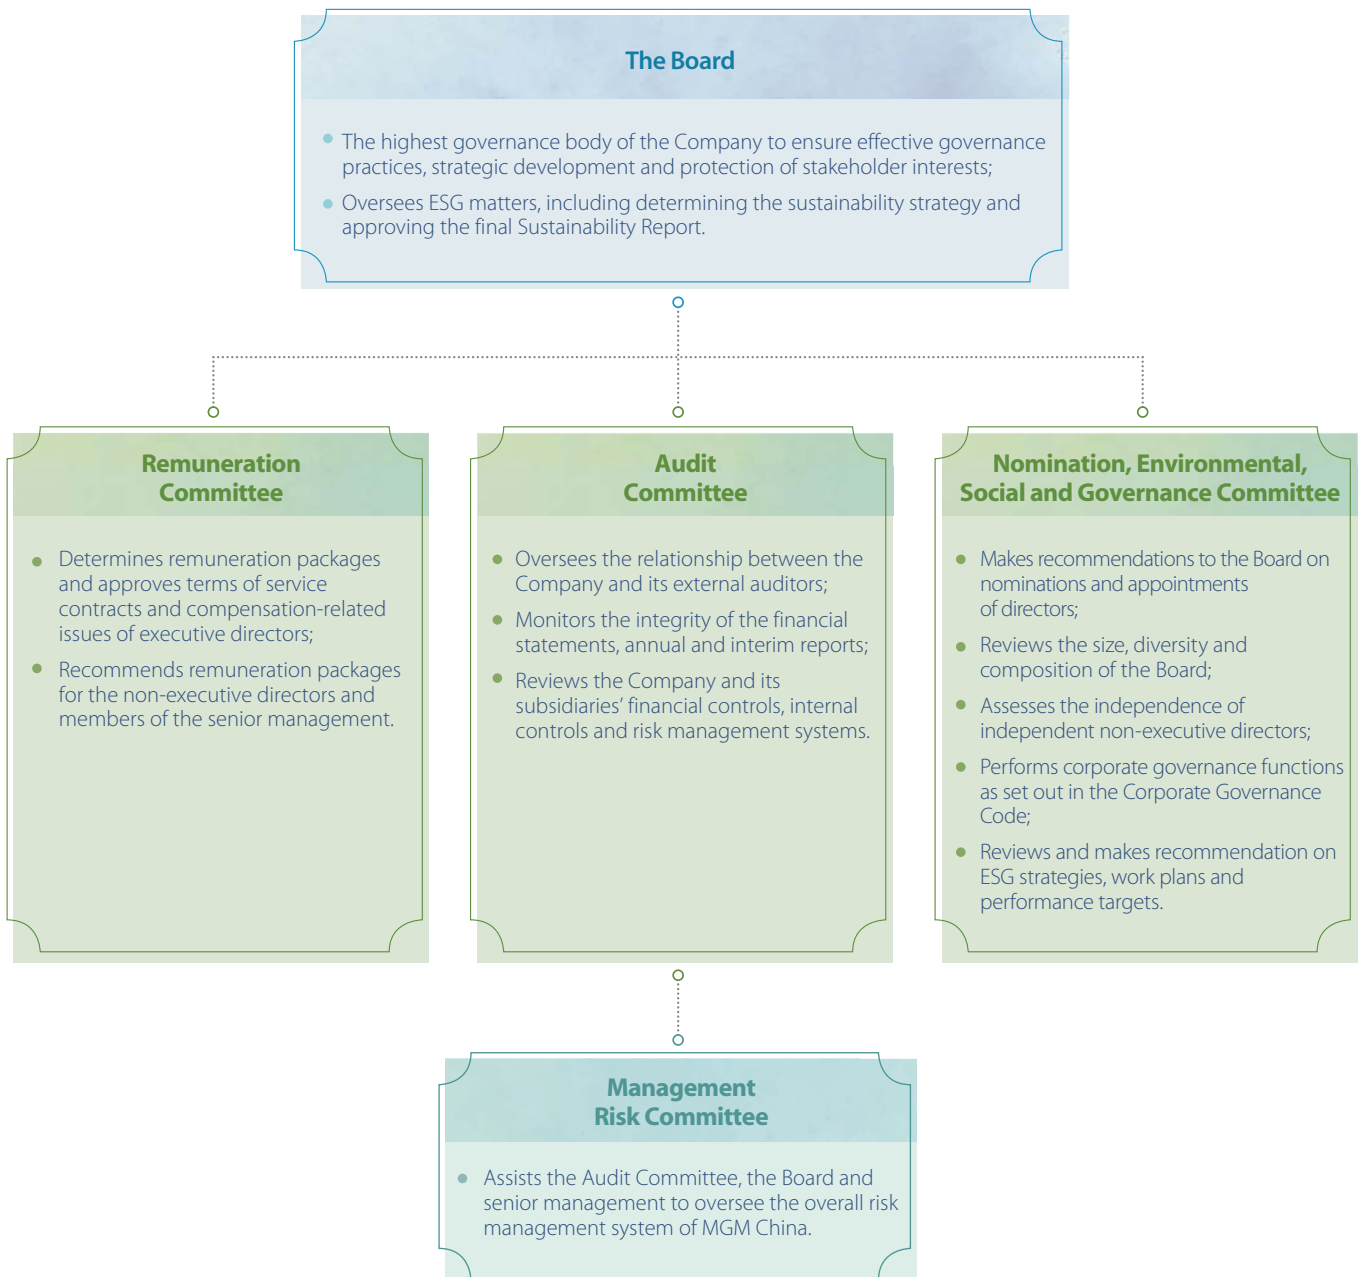 The Board
The highest governance body of the Company to ensure effective governance
practices, strategic development and protection of stakeholder interests;
Oversees ESG matters, including determining the sustainability strategy and
approving the final Sustainability Report.
Remuneration
Committee
Determines remuneration packages
and approves terms of service
contracts and compensation-related
issues of executive directors;
Recommends remuneration packages
for the non-executive directors and
members of the senior management.
Audit
Committee
Oversees the relationship between the
Company and its external auditors;
Monitors the integrity of the financial
statements, annual and interim reports;
Reviews the Company and its
subsidiaries’ financial controls, internal
controls and risk management systems.
Nomination, Environmental,
Social and Governance Committee
Makes recommendations to the Board on
nominations and appointments
of directors;
Reviews the size, diversity and
composition of the Board;
Assesses the independence of
independent non-executive directors;
Performs corporate governance functions
as set out in the Corporate Governance
Code;
Reviews and makes recommendation on
ESG strategies, work plans and
performance targets.
Management
Risk Committee
Assists the Audit Committee, the Board and
senior management to oversee the overall risk
management system of MGM China.